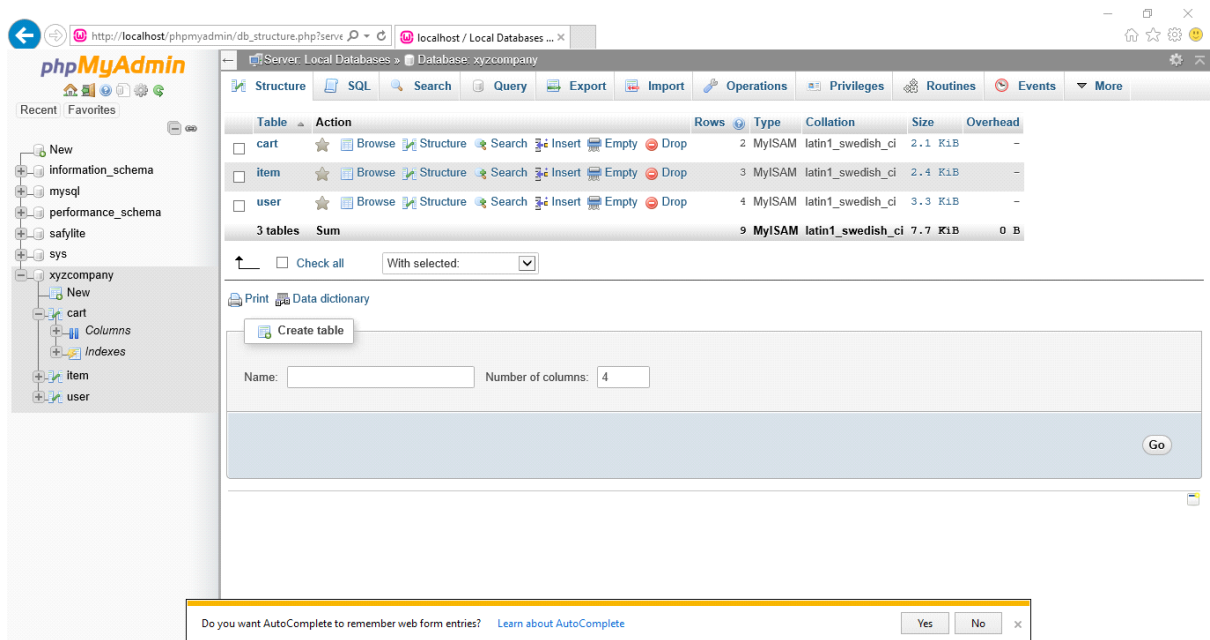 http://localhost/phpmyadmin/db_structure.php?serve
localhost / Local Databases ...
phpMyAdmin
Recent Favorites
New
information_schema
mysql
performance_schema
safylite
sys
xyzcompany
New
cart
Columns
Indexes
item
user
Server: Local Databases » Database: xyzcompany
Structure SQL Search Query Export Import Operations Privileges Routines Events More
Table Action Rows Type Collation Size Overhead
cart Browse Structure Search Insert Empty Drop 2 MyISAM latin1_swedish_ci 2.1 KiB -
item Browse Structure Search Insert Empty Drop 3 MyISAM latin1_swedish_ci 2.4 KiB -
user Browse Structure Search Insert Empty Drop 4 MyISAM latin1_swedish_ci 3.3 KiB -
3 tables Sum 9 MyISAM latin1_swedish_ci 7.7 KiB 0 B
Check all With selected:
Print Data dictionary
Create table
Name: Number of columns: 4
Go
Do you want AutoComplete to remember web form entries? Learn about AutoComplete Yes No